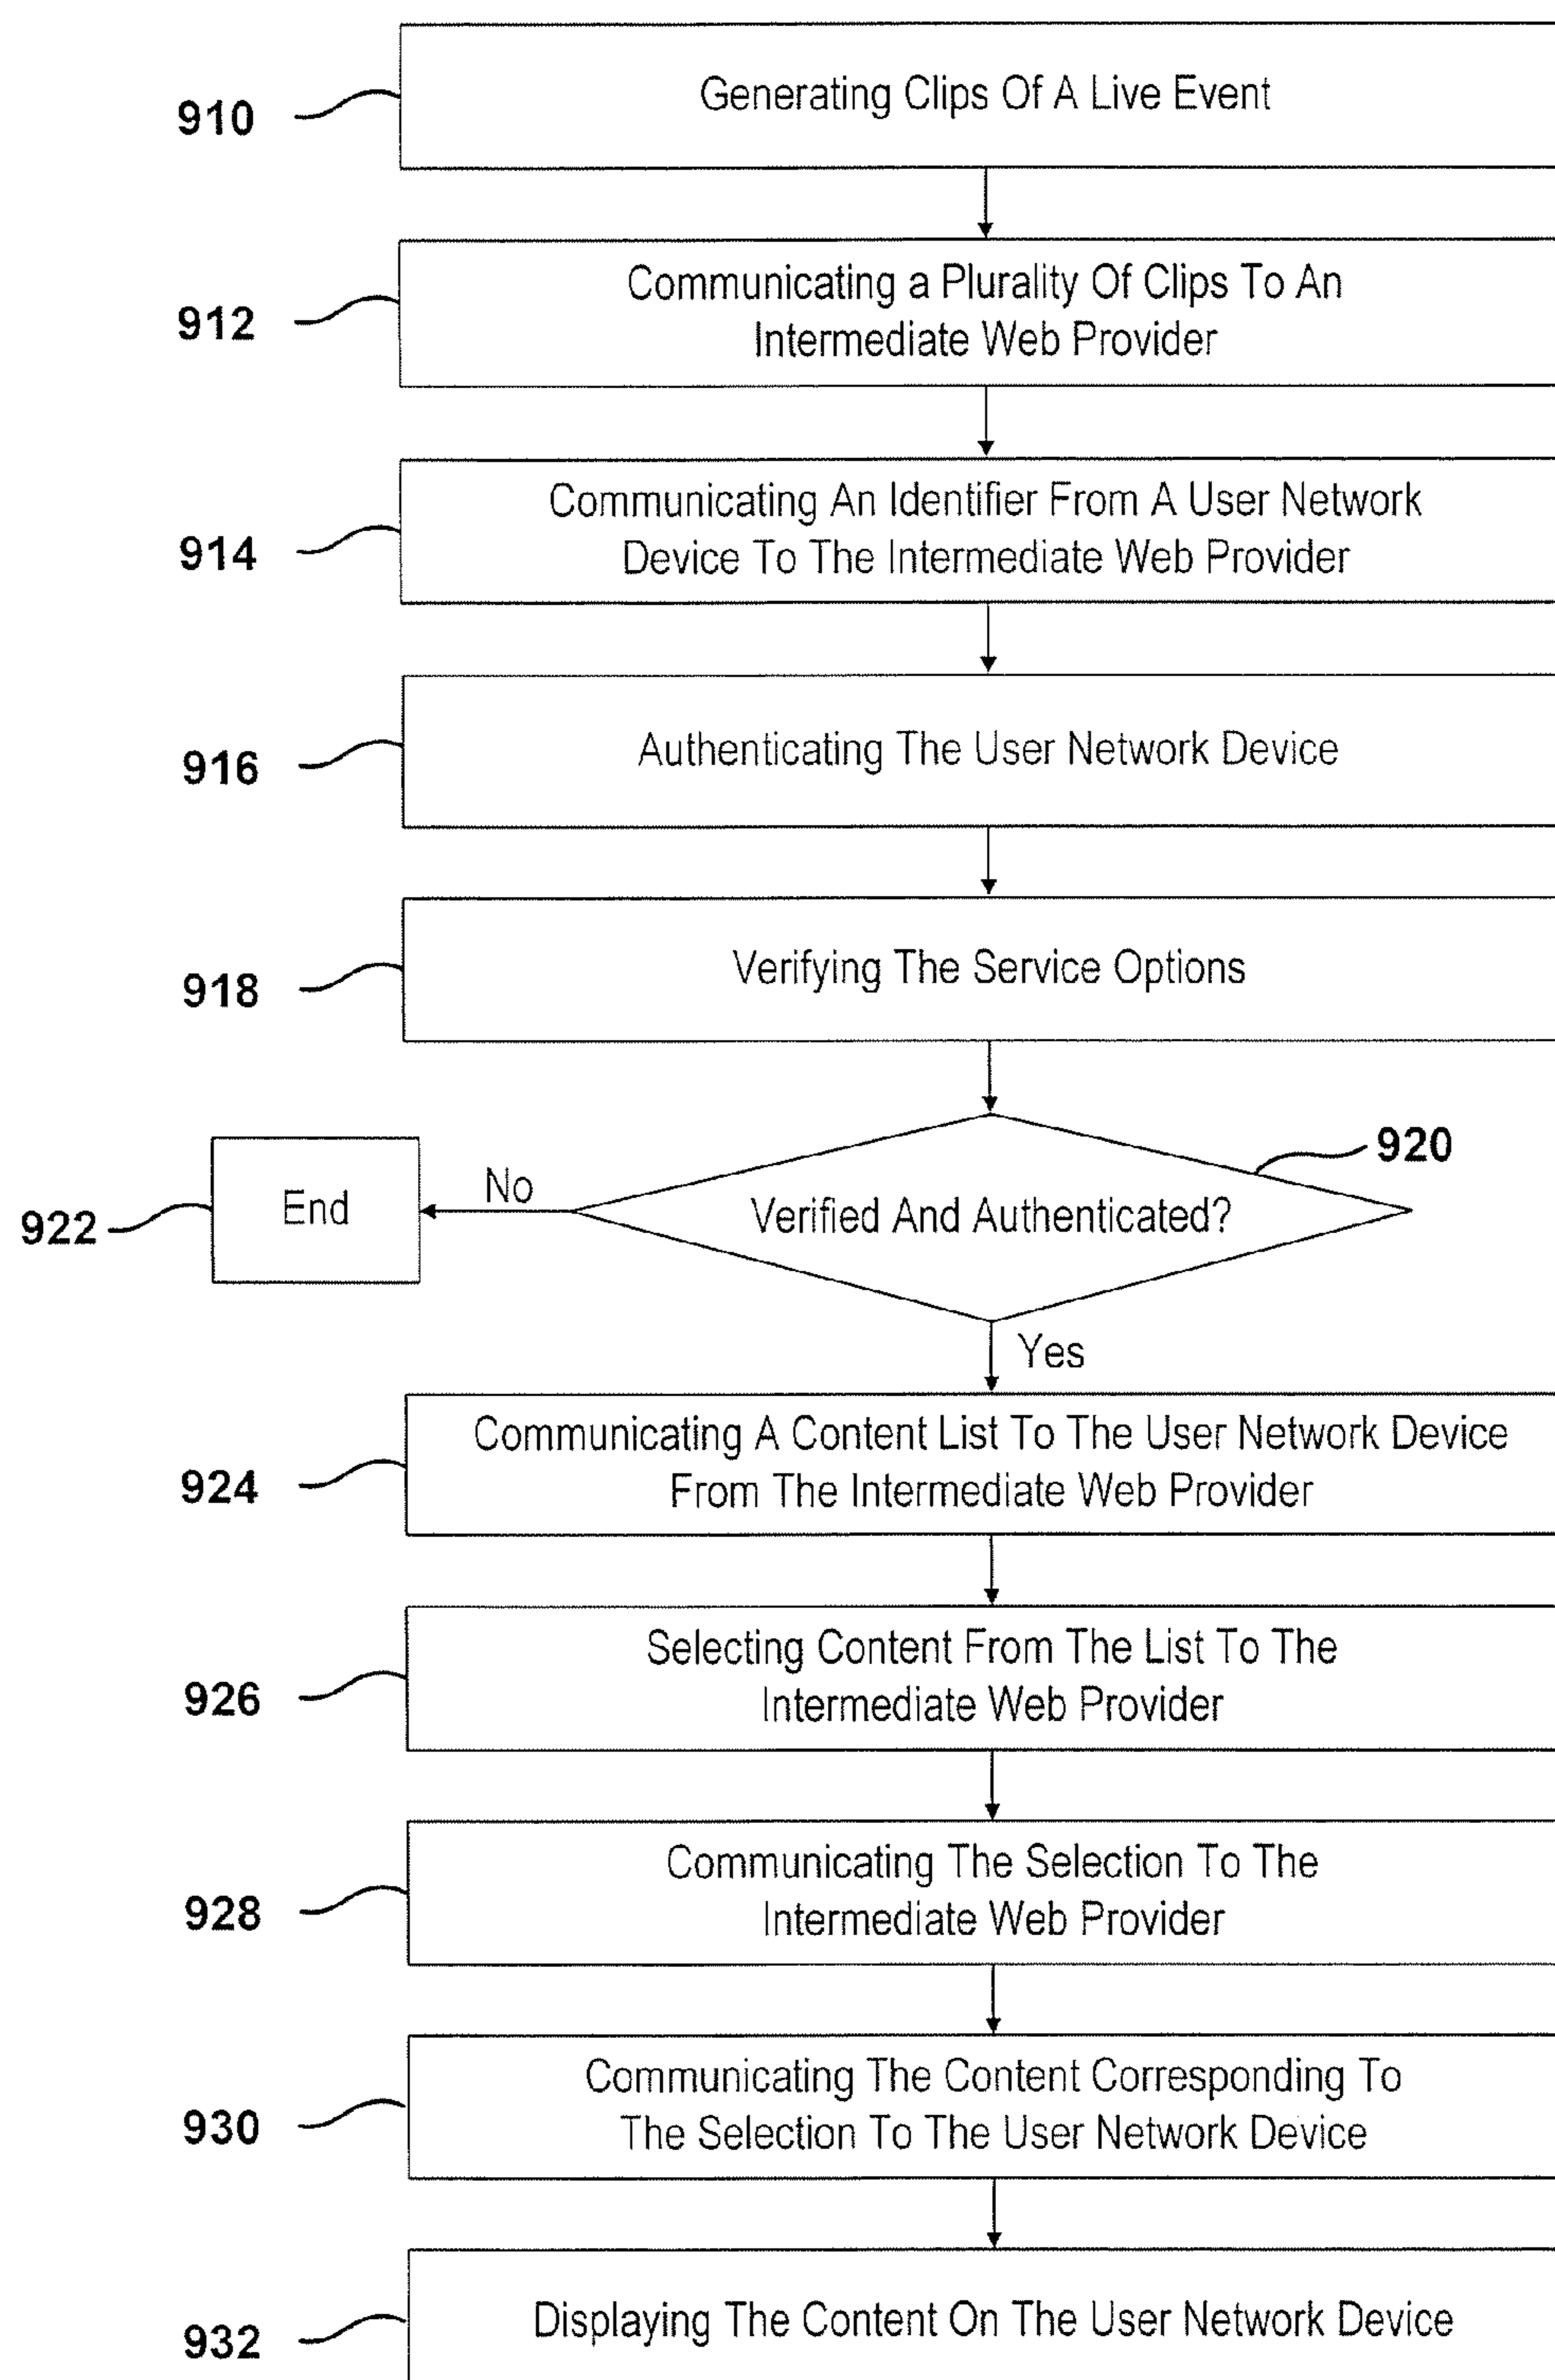 910
Generating Clips Of A Live Event
912
Communicating a Plurality Of Clips To An
Intermediate Web Provider
914
Communicating An Identifier From A User Network
Device To The Intermediate Web Provider
916
Authenticating The User Network Device
918
Verifying The Service Options
920
Verified And Authenticated?
No
End
922
Yes
924
Communicating A Content List To The User Network Device
From The Intermediate Web Provider
926
Selecting Content From The List To The
Intermediate Web Provider
928
Communicating The Selection To The
Intermediate Web Provider
930
Communicating The Content Corresponding To
The Selection To The User Network Device
932
Displaying The Content On The User Network Device